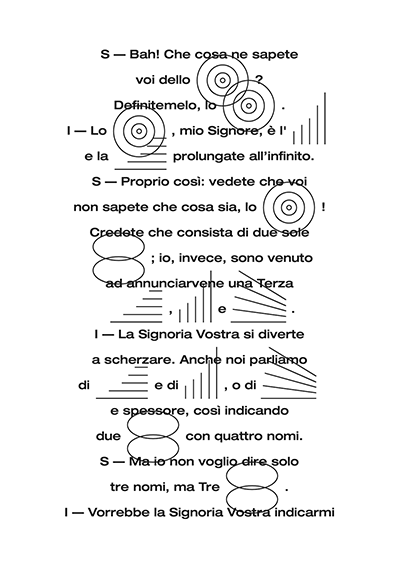 S — Bah! Che cosa ne sapete
voi dello ?
Definitemelo, lo .
I — Lo , mio Signore, è l'
e la prolungate all'infinito.
S — Proprio così: vedete che voi
non sapete che cosa sia, lo !
Credete che consista di due sole
; io, invece, sono venuto
ad annunciarvene una Terza
, e .
I — La Signoria Vostra si diverte
a scherzare. Anche noi parliamo
di e di , o di
e spessore, così indicando
due con quattro nomi.
S — Ma io non voglio dire solo
tre nomi, ma Tre .
I — Vorrebbe la Signoria Vostra indicarmi